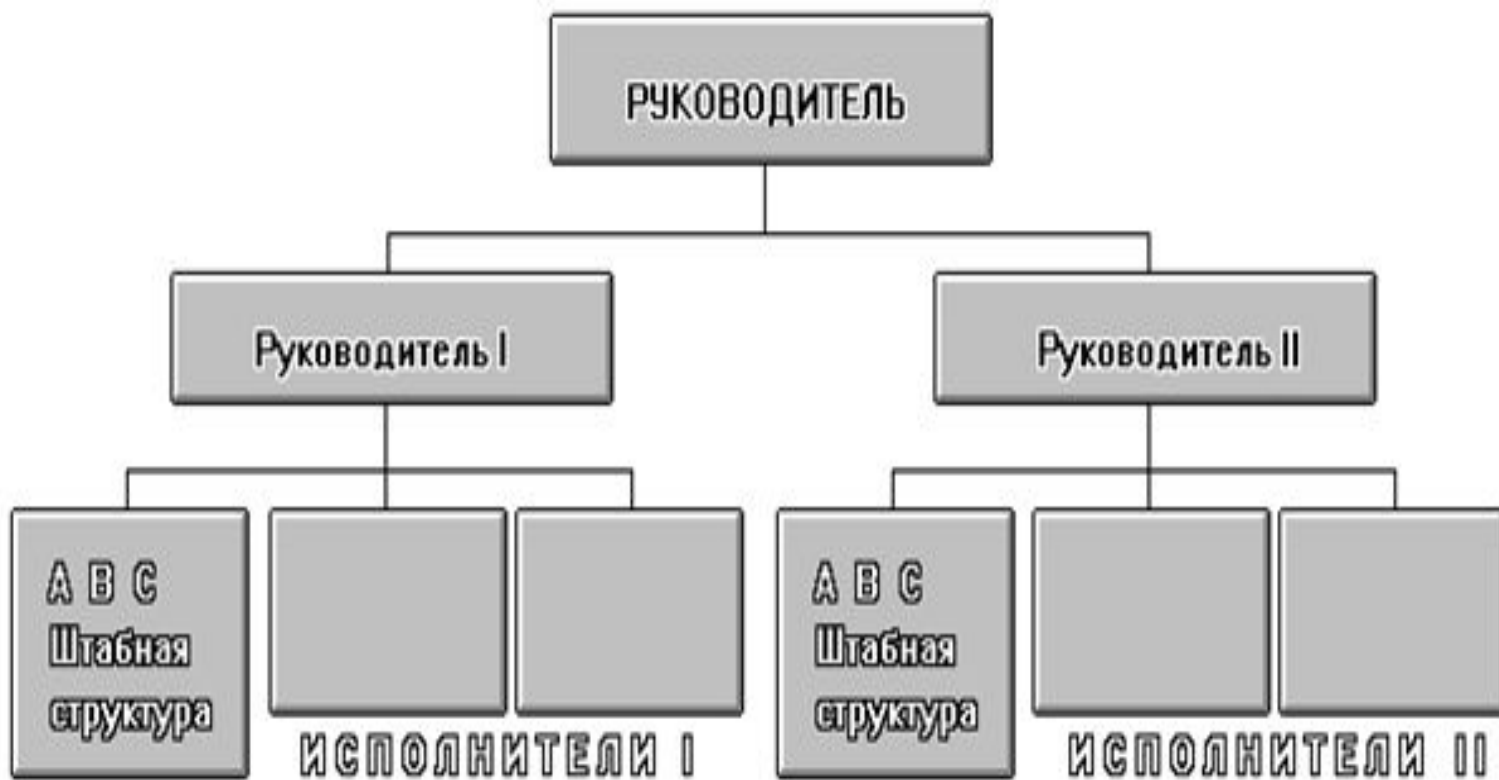 РУКОВОДИТЕЛЬ
Руководитель I
Руководитель II
А В С
Штабная
структура
ИСПОЛНИТЕЛИ I
А В С
Штабная
структура
ИСПОЛНИТЕЛИ II